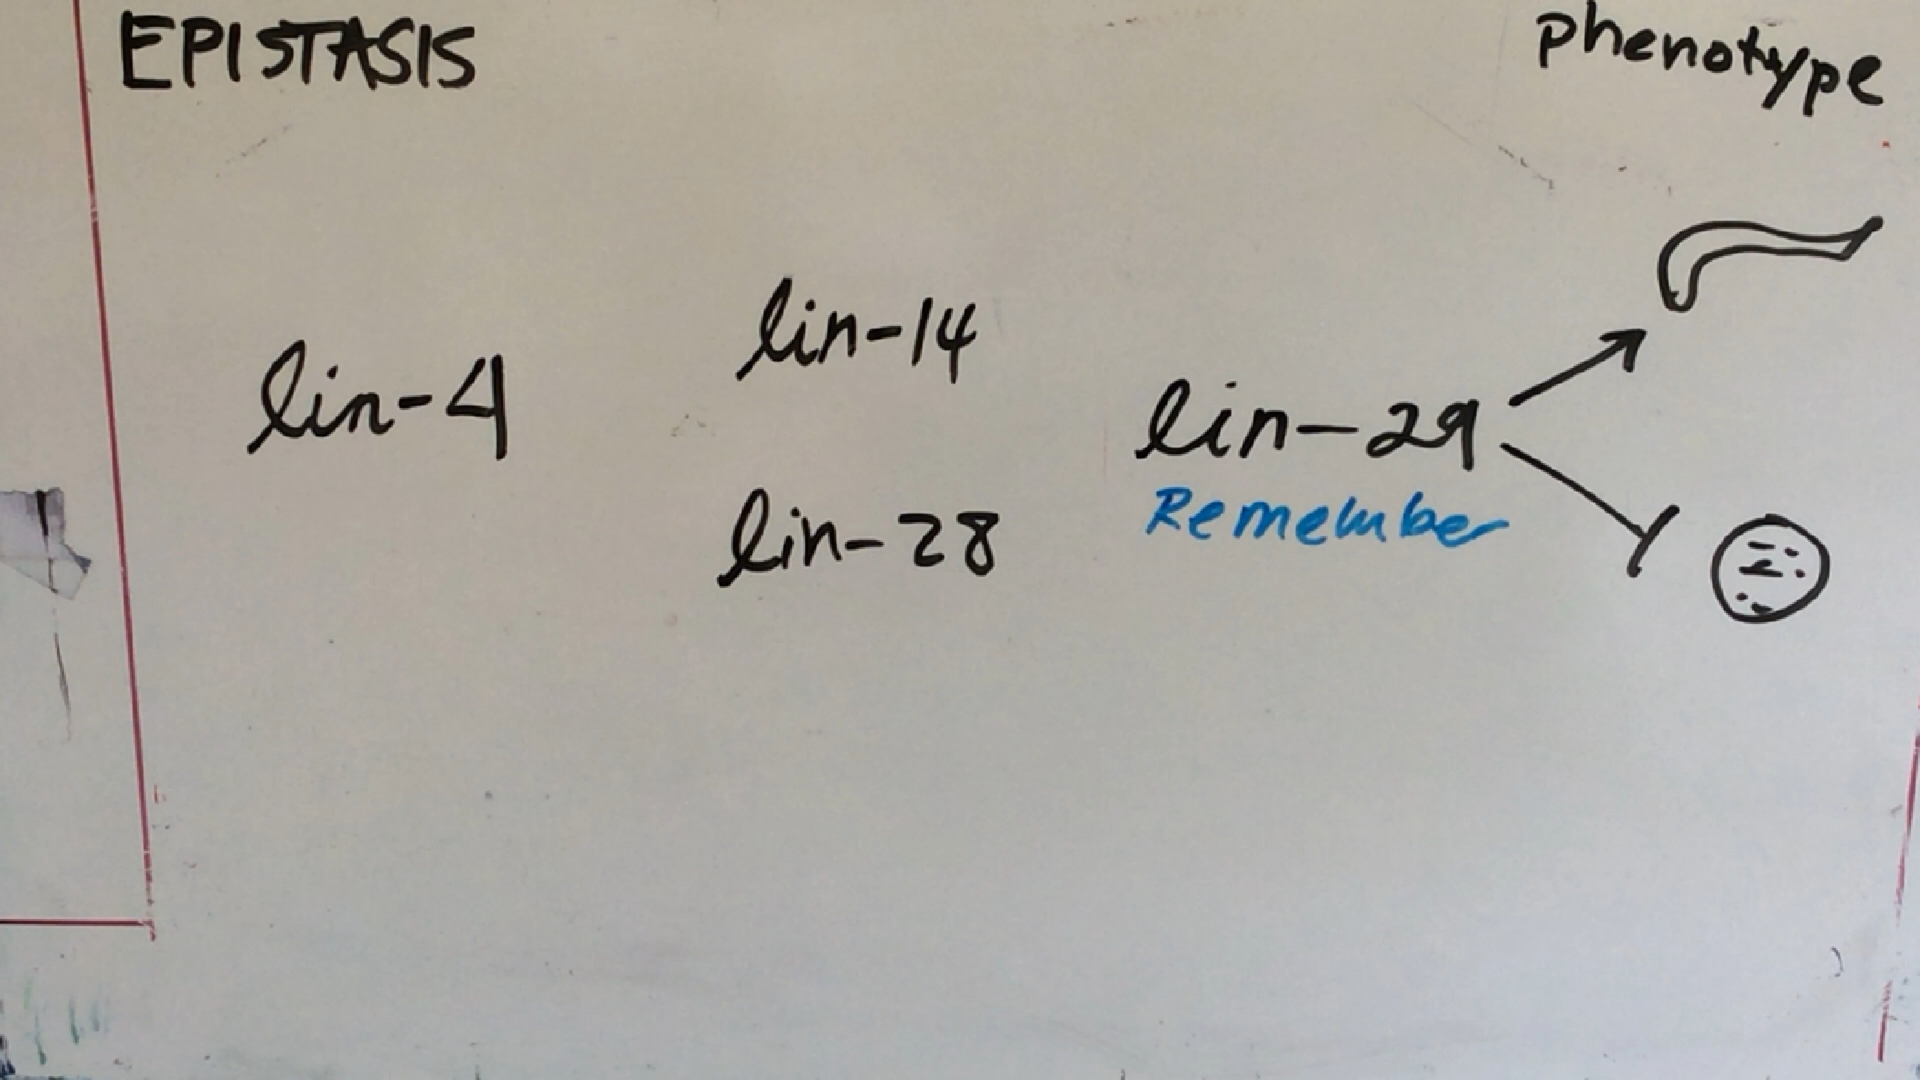 EPISTASIS
phenotype
lin-14
lin-4
lin-29
Remember
lin-28